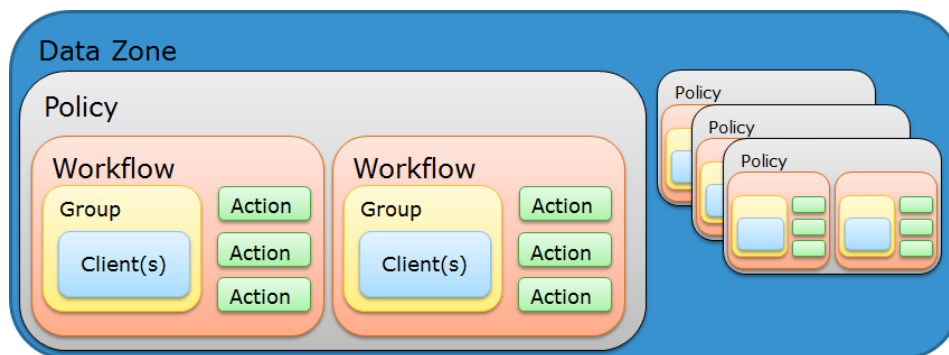 Data Zone
Policy
Workflow
Group
Client(s)
Action
Action
Action
Workflow
Group
Client(s)
Action
Action
Action
Policy
Policy
Policy